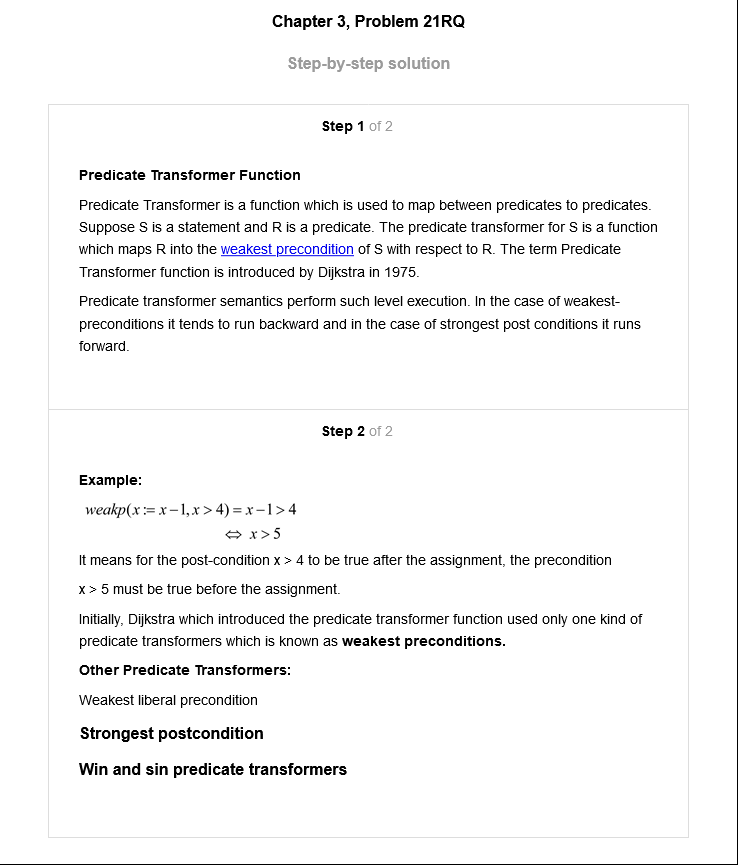 Chapter 3, Problem 21RQ
Step-by-step solution
Step 1 of 2
Predicate Transformer Function
Predicate Transformer is a function which is used to map between predicates to predicates.
Suppose S is a statement and R is a predicate. The predicate transformer for S is a function
which maps R into the weakest precondition of S with respect to R. The term Predicate
Transformer function is introduced by Dijkstra in 1975.
Predicate transformer semantics perform such level execution. In the case of weakest-
preconditions it tends to run backward and in the case of strongest post conditions it runs
forward.
Step 2 of 2
Example:
weakp(x := x − 1, x > 4) = x − 1 > 4
⇔ x > 5
It means for the post-condition x > 4 to be true after the assignment, the precondition
x > 5 must be true before the assignment.
Initially, Dijkstra which introduced the predicate transformer function used only one kind of
predicate transformers which is known as weakest preconditions.
Other Predicate Transformers:
Weakest liberal precondition
Strongest postcondition
Win and sin predicate transformers